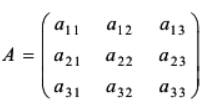 A = ( a₁₁ a₁₂ a₁₃
a₂₁ a₂₂ a₂₃
a₃₁ a₃₂ a₃₃ )